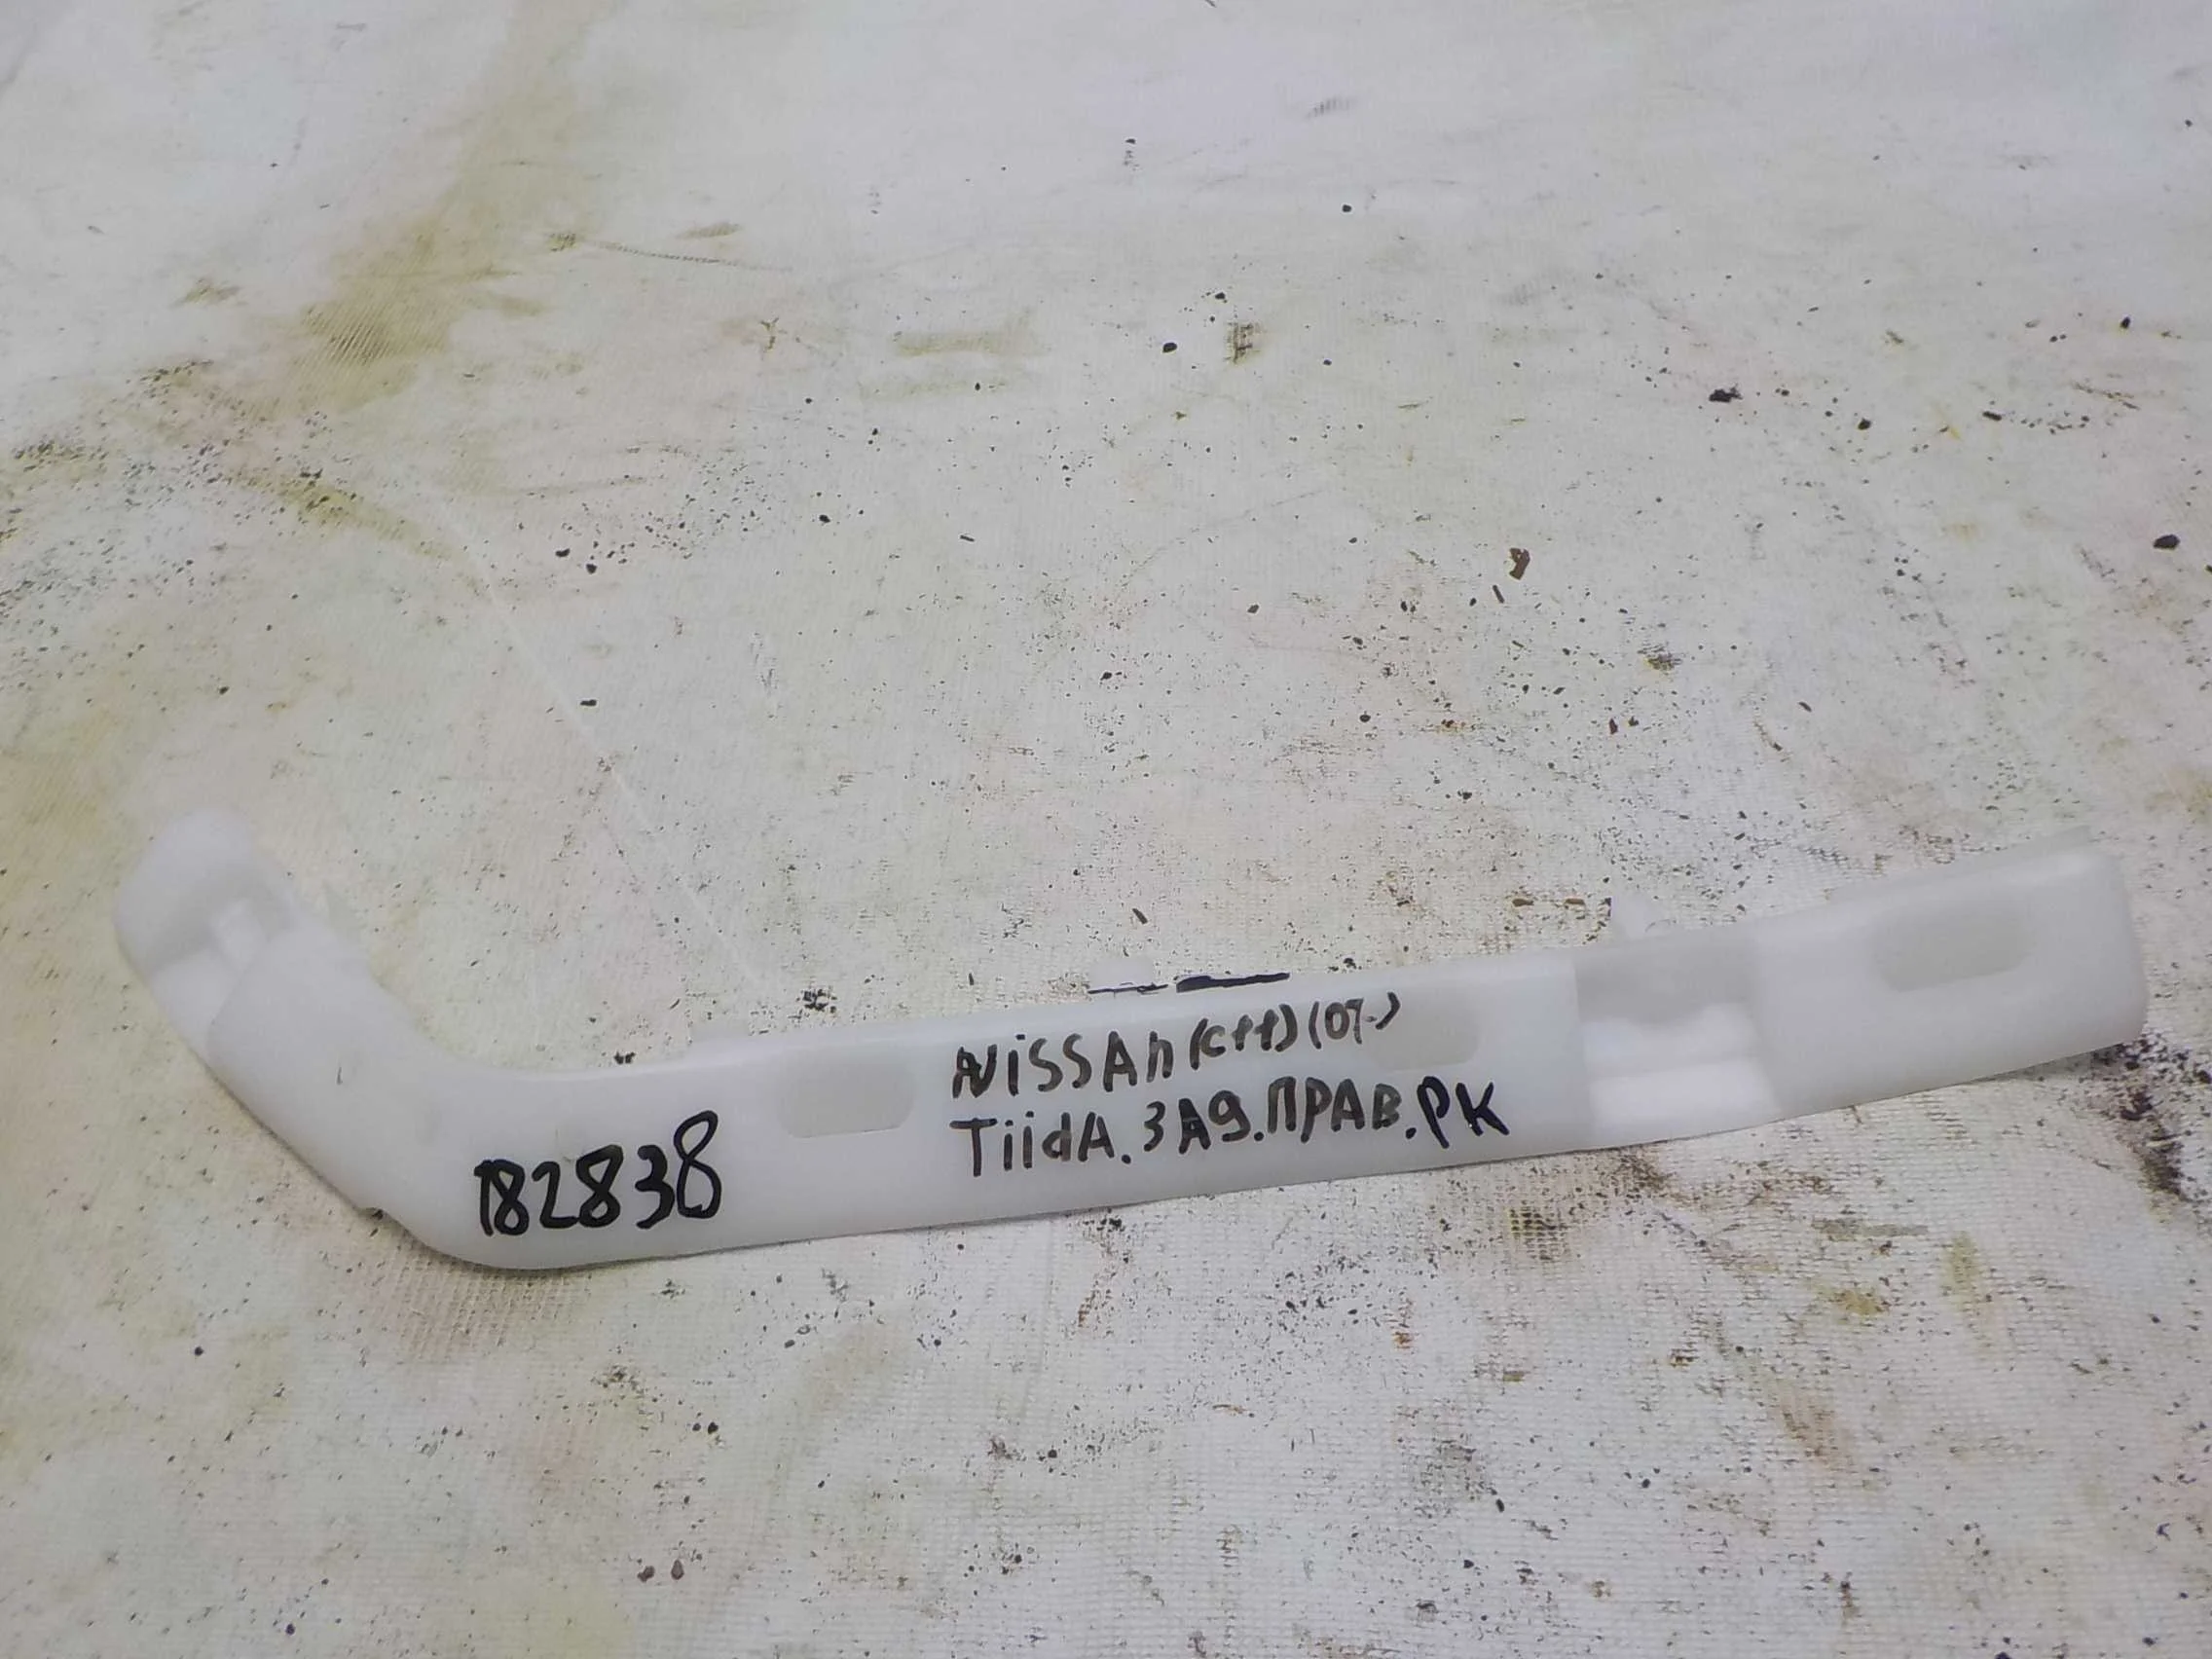 NiSSAn (C11) (07-)
TiidA. ЗАд. ПРАВ. РК
182838